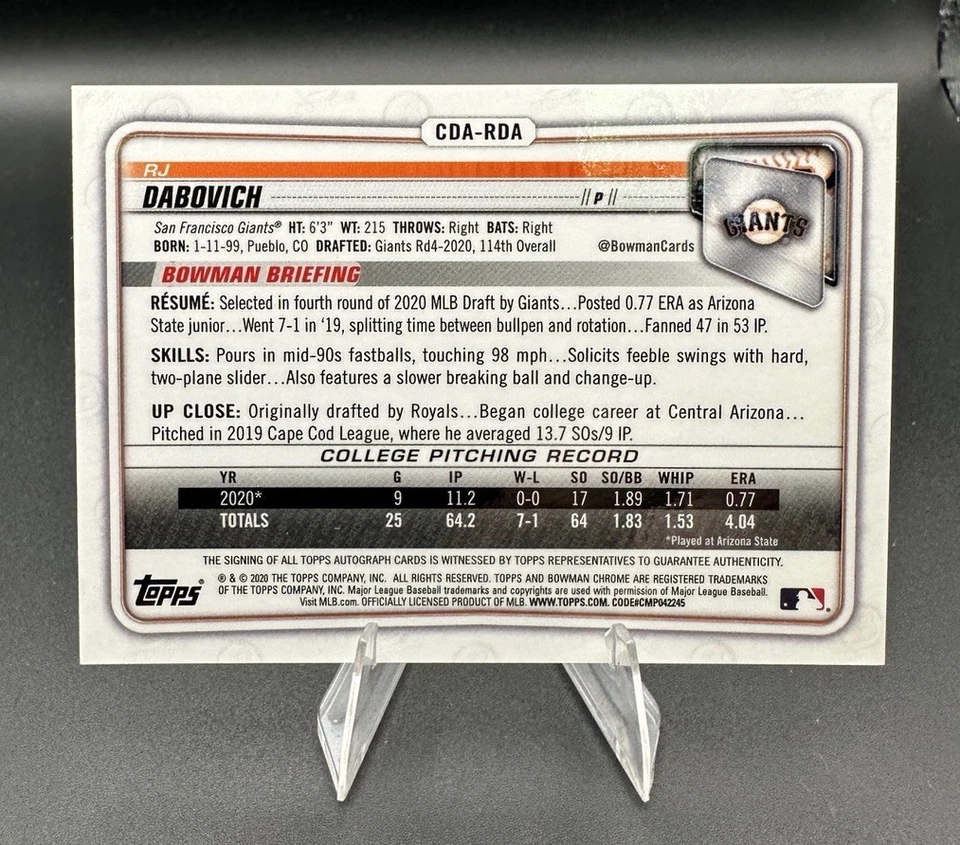 CDA-RDA
RJ
DABOVICH // P //
San Francisco Giants® HT: 6'3" WT: 215 THROWS: Right BATS: Right
BORN: 1-11-99, Pueblo, CO DRAFTED: Giants Rd4-2020, 114th Overall @BowmanCards
GIANTS
BOWMAN BRIEFING
RÉSUMÉ: Selected in fourth round of 2020 MLB Draft by Giants...Posted 0.77 ERA as Arizona
State junior...Went 7-1 in '19, splitting time between bullpen and rotation...Fanned 47 in 53 IP.
SKILLS: Pours in mid-90s fastballs, touching 98 mph...Solicits feeble swings with hard,
two-plane slider...Also features a slower breaking ball and change-up.
UP CLOSE: Originally drafted by Royals...Began college career at Central Arizona...
Pitched in 2019 Cape Cod League, where he averaged 13.7 SOs/9 IP.
COLLEGE PITCHING RECORD
YR G IP W-L SO SO/BB WHIP ERA
2020* 9 11.2 0-0 17 1.89 1.71 0.77
TOTALS 25 64.2 7-1 64 1.83 1.53 4.04
*Played at Arizona State
THE SIGNING OF ALL TOPPS AUTOGRAPH CARDS IS WITNESSED BY TOPPS REPRESENTATIVES TO GUARANTEE AUTHENTICITY.
Topps®
® & © 2020 THE TOPPS COMPANY, INC. ALL RIGHTS RESERVED. TOPPS AND BOWMAN CHROME ARE REGISTERED TRADEMARKS
OF THE TOPPS COMPANY, INC. Major League Baseball trademarks and copyrights are used with permission of Major League Baseball.
Visit MLB.com. OFFICIALLY LICENSED PRODUCT OF MLB. WWW.TOPPS.COM. CODE#CMP042245